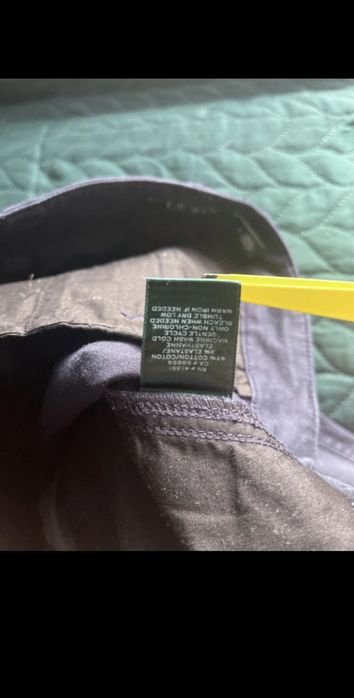 RN #41381
CA #56659
97% COTTON/COTON
3% ELASTANE/
ELASTHANNE
MACHINE WASH COLD
GENTLE CYCLE
ONLY NON-CHLORINE
BLEACH WHEN NEEDED
TUMBLE DRY LOW
WARM IRON IF NEEDED